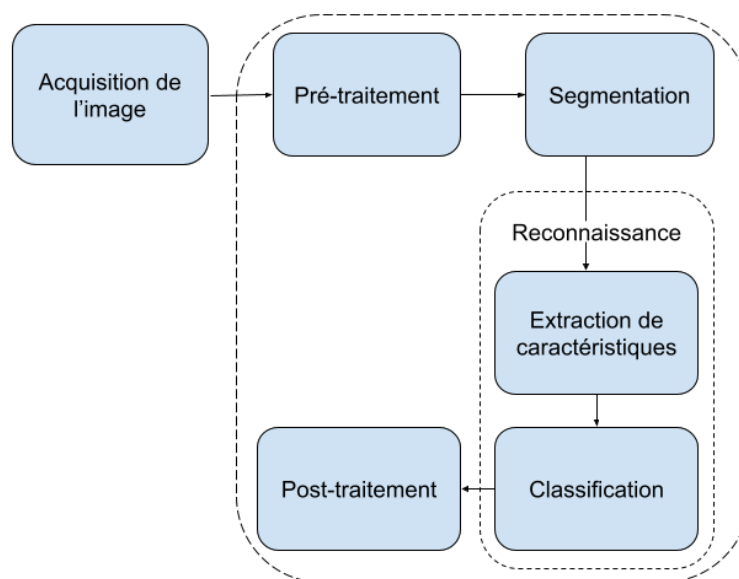 Acquisition de
l'image
Pré-traitement
Segmentation
Reconnaissance
Extraction de
caractéristiques
Classification
Post-traitement